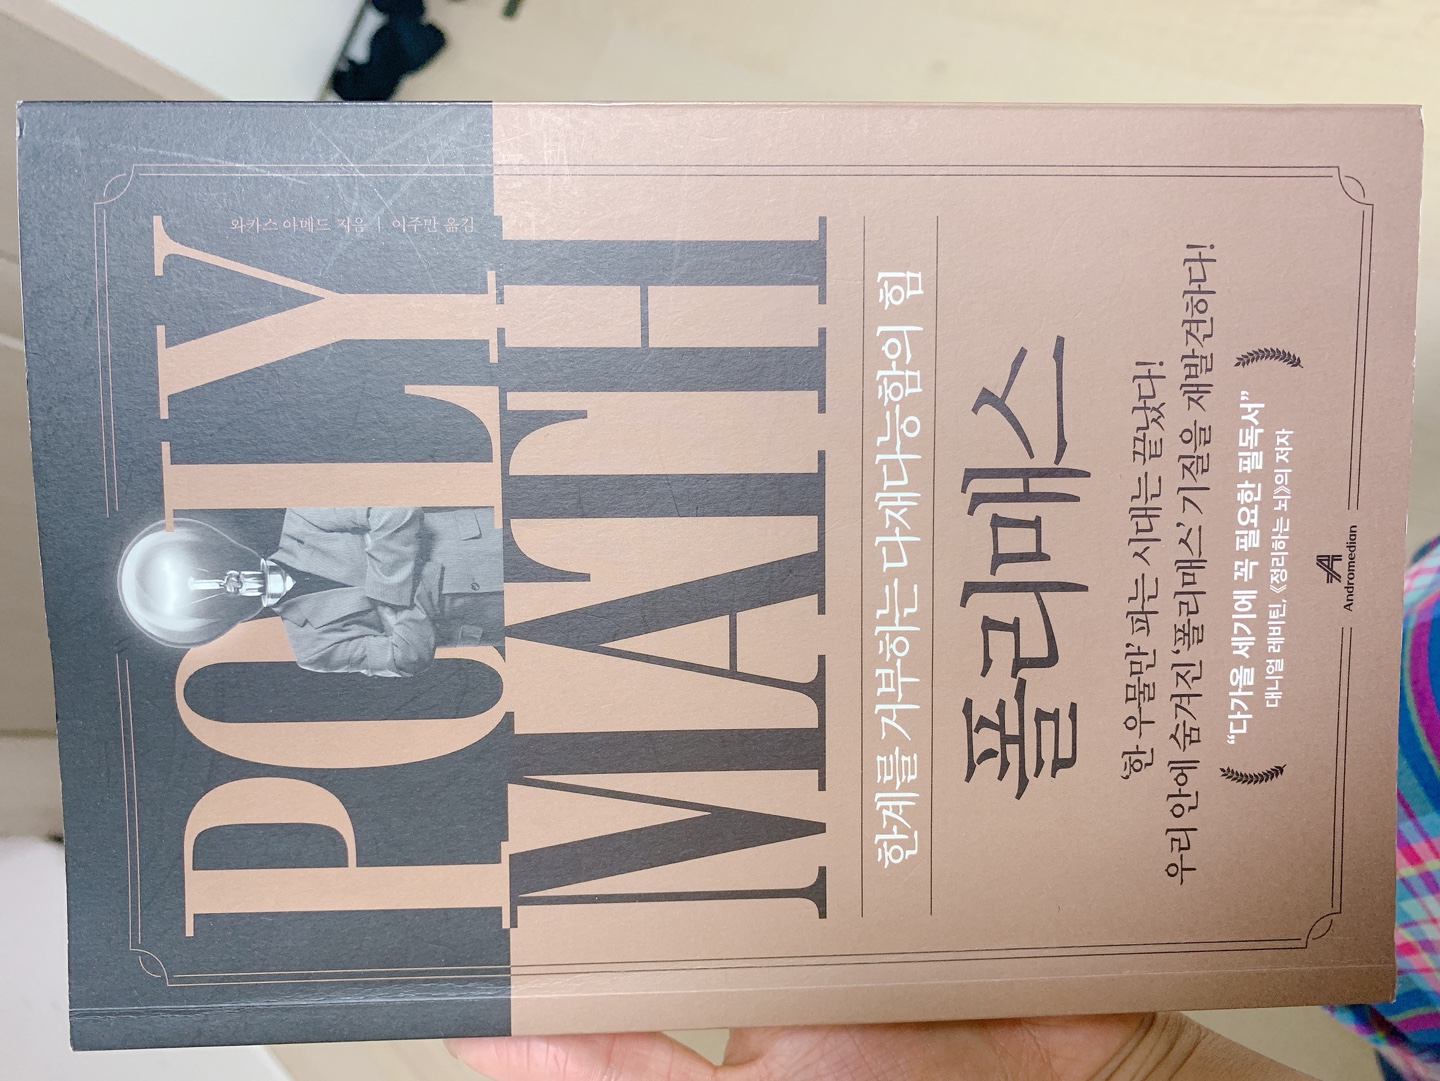 POLY
MATH
와카스 아메드 지음 | 이주만 옮김
한계를 거부하는 다재다능함의 힘
폴리매스
‘한 우물만’ 파는 시대는 끝났다!
우리 안에 숨겨진 ‘폴리매스’ 기질을 재발견하다!
“다가올 세기에 꼭 필요한 필독서”
대니얼 레비틴, 《정리하는 뇌》의 저자
Andromedian